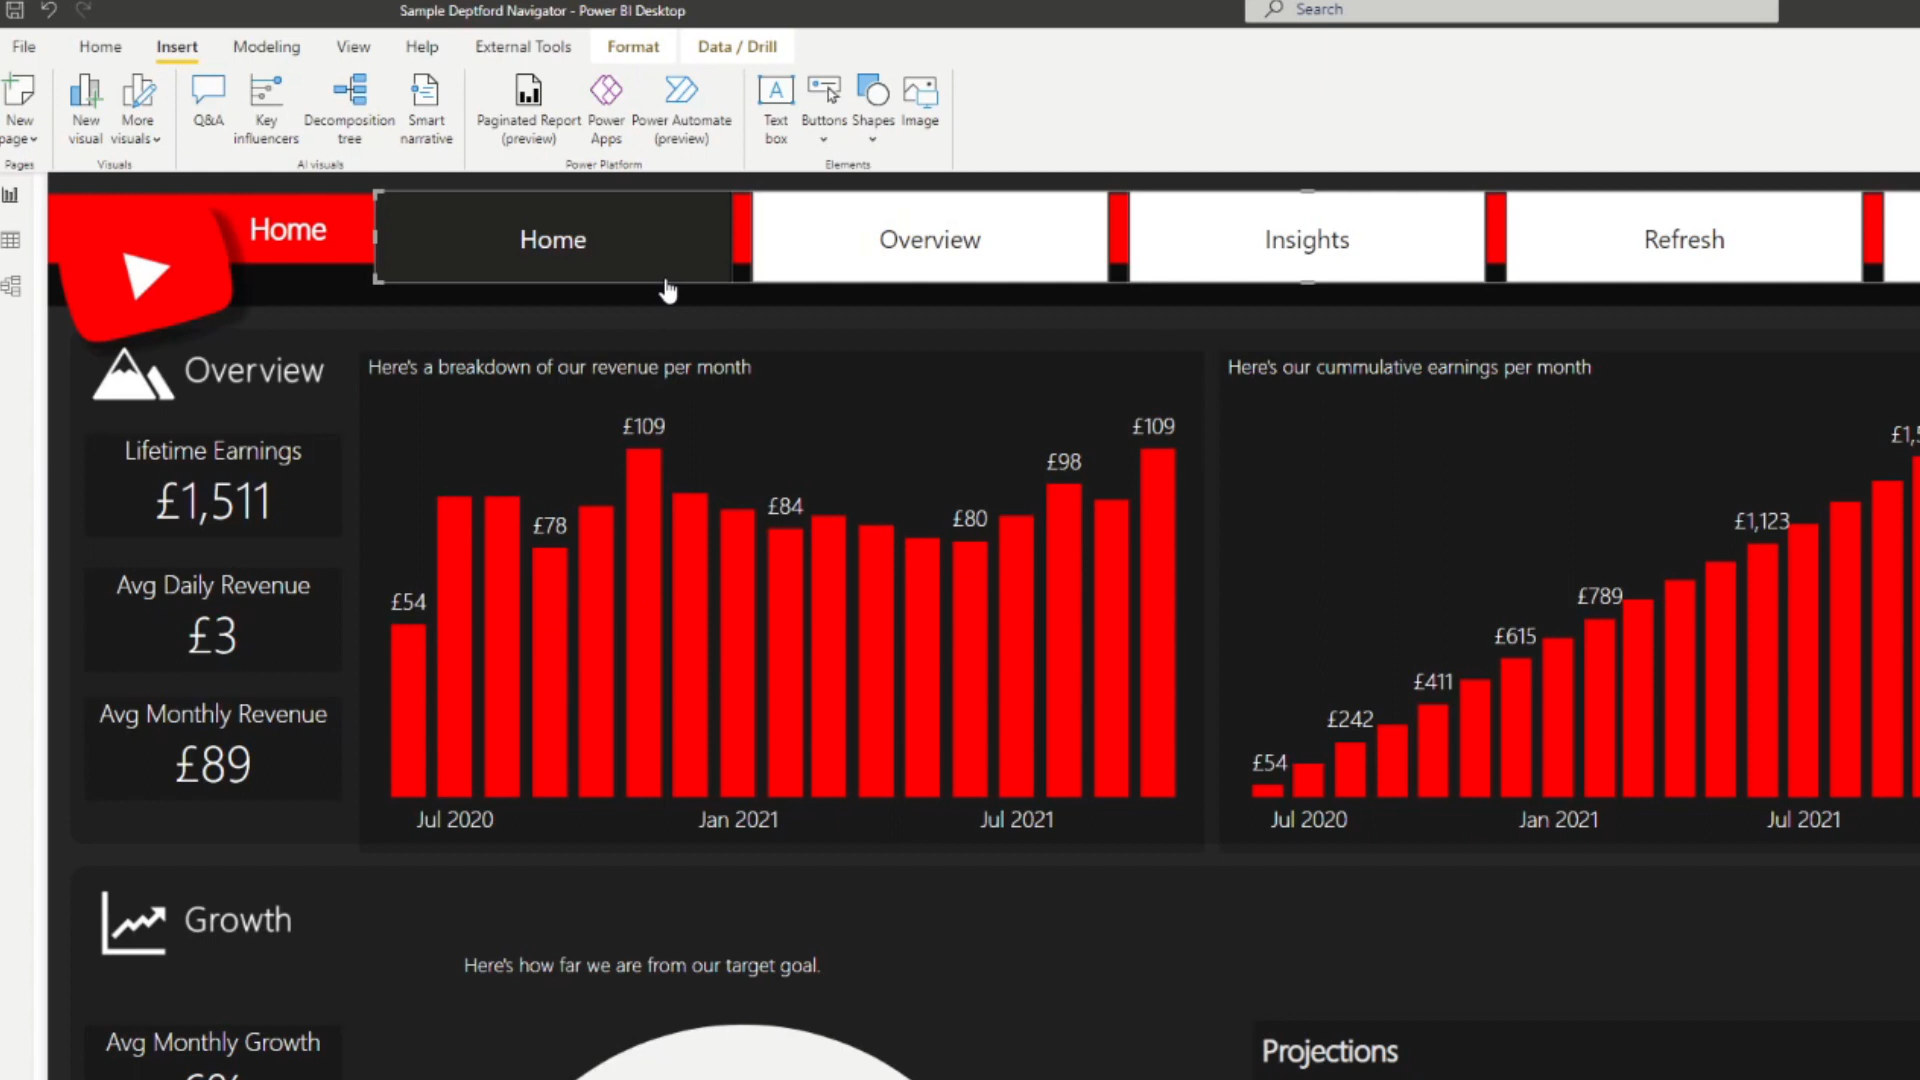 Sample Deptford Navigator - Power BI Desktop
Search
File Home Insert Modeling View Help External Tools Format Data / Drill
New page
New visual
More visuals
Q&A
Key influencers
Decomposition tree
Smart narrative
Paginated Report (preview)
Power Apps
Power Automate (preview)
Text box
Buttons
Shapes
Image
Pages
Visuals
AI visuals
Power Platform
Elements
Home
Home
Overview
Insights
Refresh
Overview
Lifetime Earnings
£1,511
Avg Daily Revenue
£3
Avg Monthly Revenue
£89
Here's a breakdown of our revenue per month
£54
£78
£109
£84
£80
£98
£109
Jul 2020 Jan 2021 Jul 2021
Here's our cummulative earnings per month
£54
£242
£411
£615
£789
£1,123
Jul 2020 Jan 2021 Jul 2021
Growth
Here's how far we are from our target goal.
Avg Monthly Growth
Projections